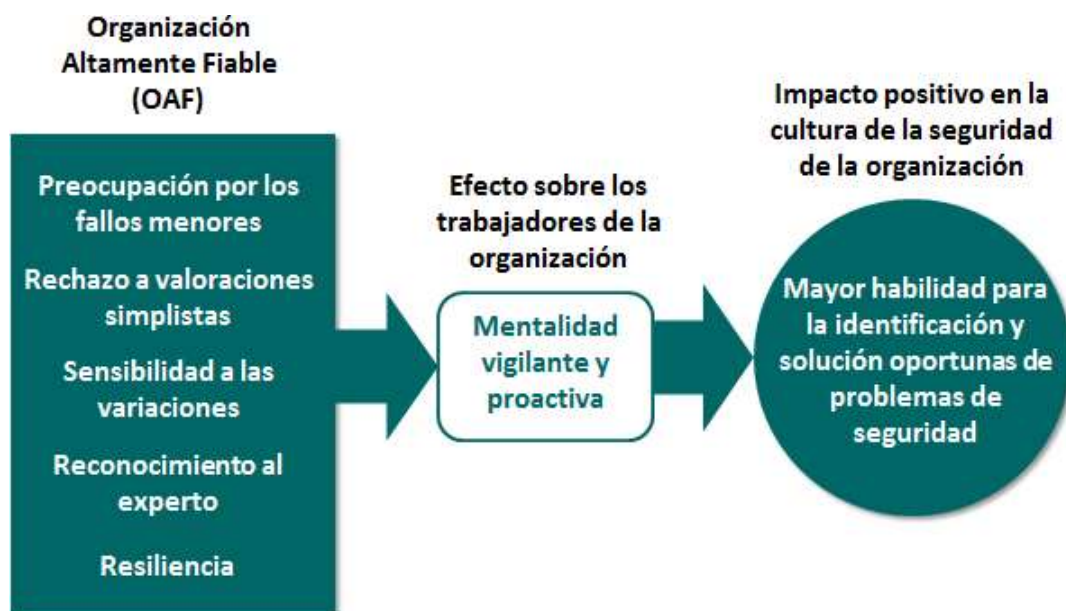 Organización
Altamente Fiable
(OAF)
Preocupación por los
fallos menores
Rechazo a valoraciones
simplistas
Sensibilidad a las
variaciones
Reconocimiento al
experto
Resiliencia
Efecto sobre los
trabajadores de la
organización
Mentalidad
vigilante y
proactiva
Impacto positivo en la
cultura de la seguridad
de la organización
Mayor habilidad para
la identificación y
solución oportunas de
problemas de
seguridad